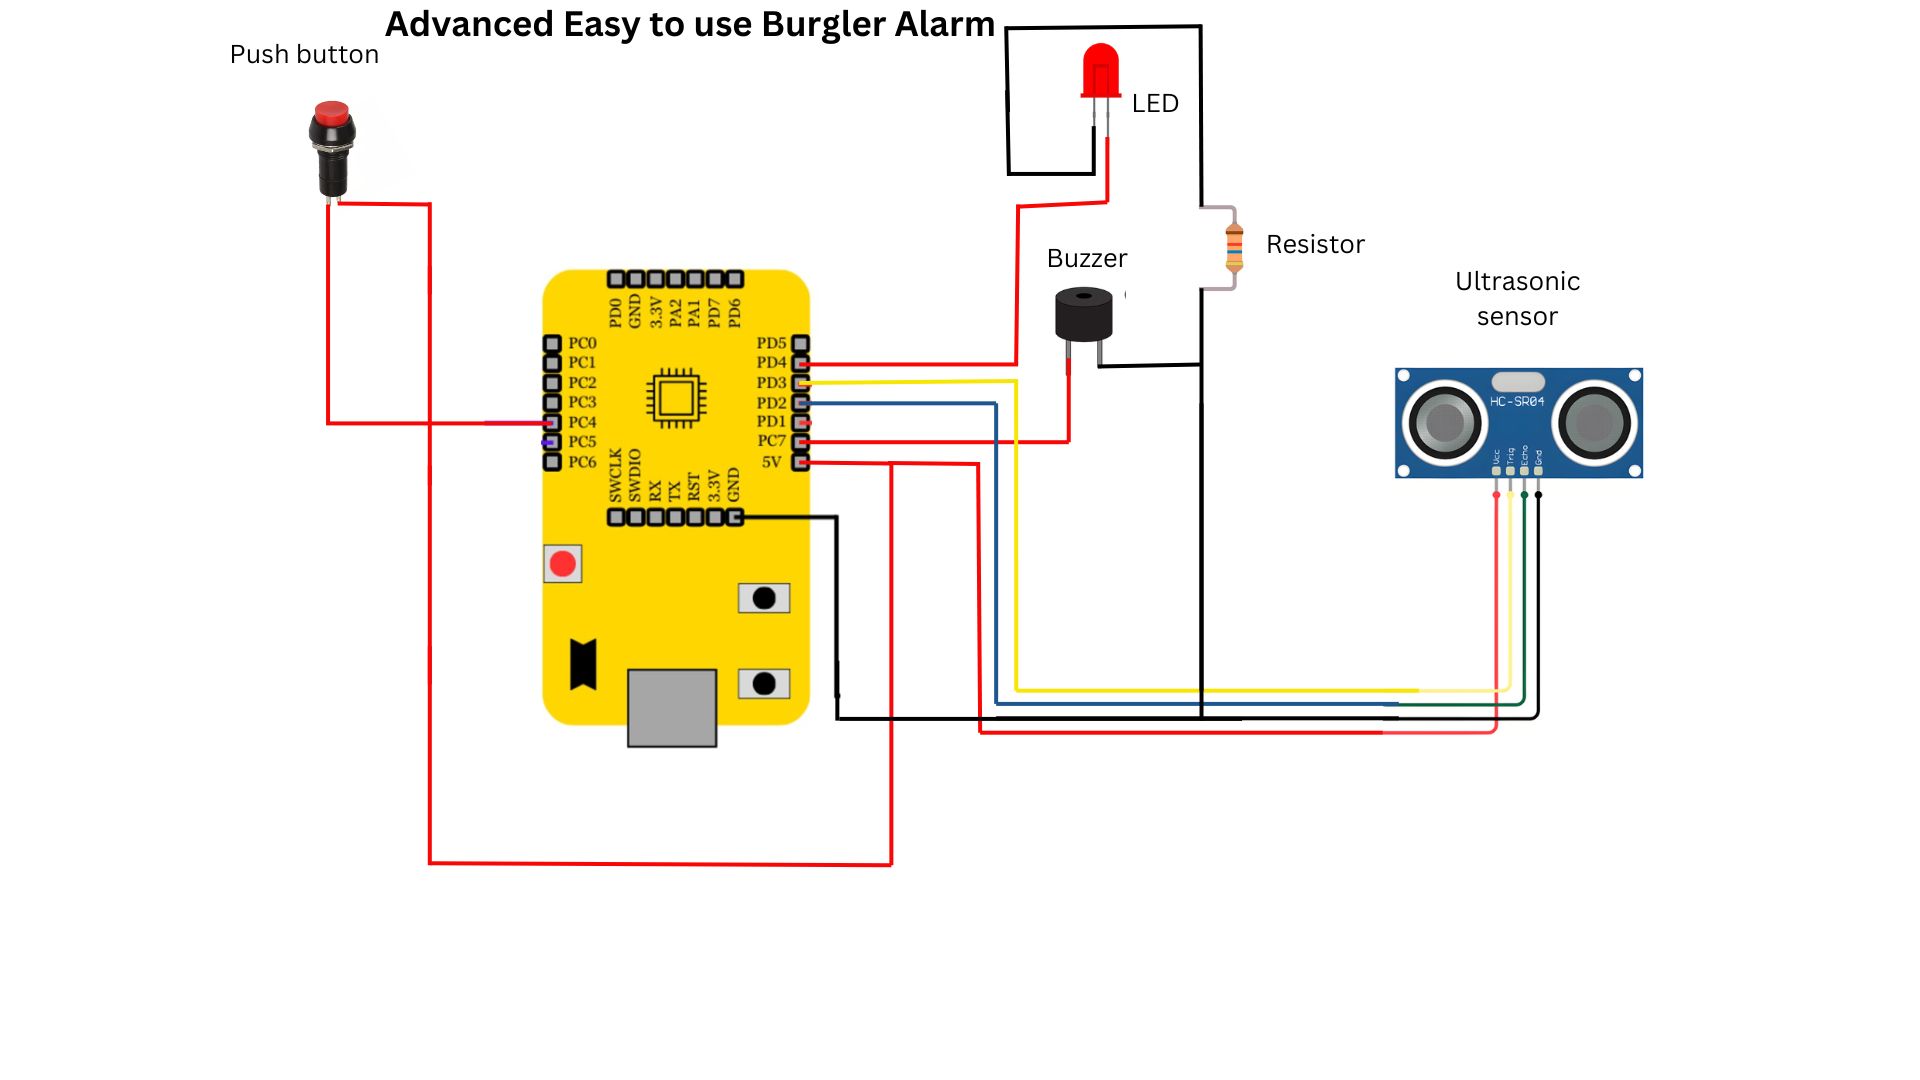 Advanced Easy to use Burgler Alarm
Push button
LED
Resistor
Buzzer
Ultrasonic
sensor
PD0
GND
3.3V
PA2
PA1
PD7
PD6
PC0
PC1
PC2
PC3
PC4
PC5
PC6
PD5
PD4
PD3
PD2
PD1
PC7
5V
SWCLK
SWDIO
RX
TX
RST
3.3V
GND
HC-SR04
Vcc
Trig
Echo
Gnd